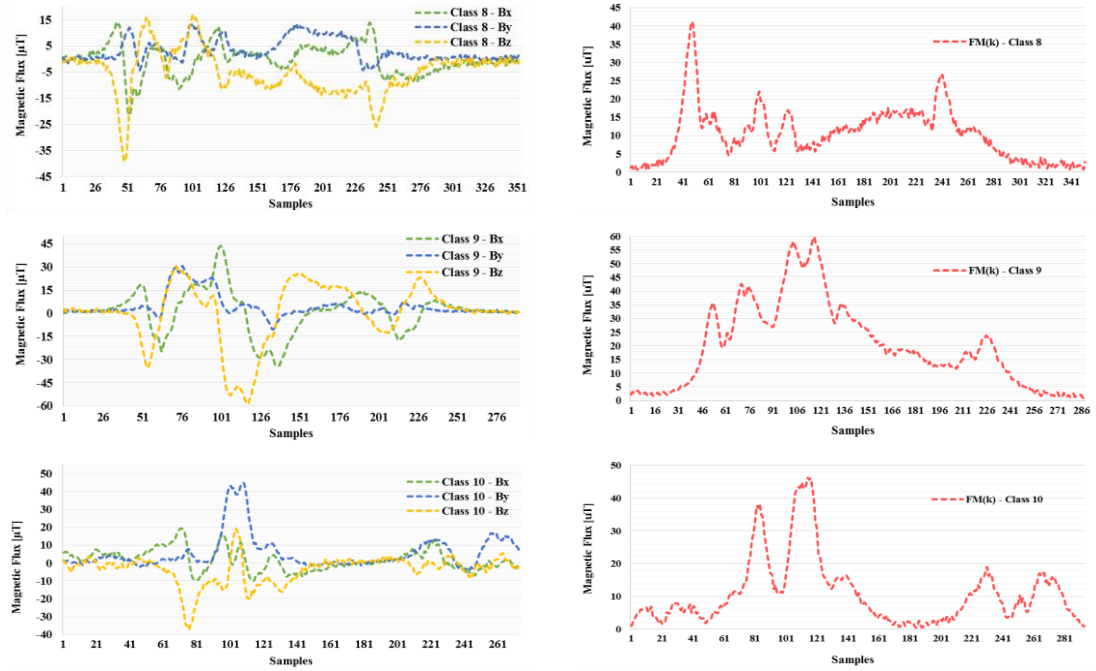 Magnetic Flux [µT]
15
5
-5
-15
-25
-35
-45
Class 8 - Bx
Class 8 - By
Class 8 - Bz
1 26 51 76 101 126 151 176 201 226 251 276 301 326 351
Samples
Magnetic Flux [µT]
45
40
35
30
25
20
15
10
5
0
FM(k) - Class 8
1 21 41 61 81 101 121 141 161 181 201 221 241 261 281 301 321 341
Samples
Magnetic Flux [µT]
45
30
15
0
-15
-30
-45
-60
Class 9 - Bx
Class 9 - By
Class 9 - Bz
1 26 51 76 101 126 151 176 201 226 251 276
Samples
Magnetic Flux [µT]
60
55
50
45
40
35
30
25
20
15
10
5
0
FM(k) - Class 9
1 16 31 46 61 76 91 106 121 136 151 166 181 196 211 226 241 256 271 286
Samples
Magnetic Flux [µT]
50
40
30
20
10
0
-10
-20
-30
-40
Class 10 - Bx
Class 10 - By
Class 10 - Bz
1 21 41 61 81 101 121 141 161 181 201 221 241 261
Samples
Magnetic Flux [µT]
50
40
30
20
10
0
FM(k) - Class 10
1 21 41 61 81 101 121 141 161 181 201 221 241 261 281
Samples